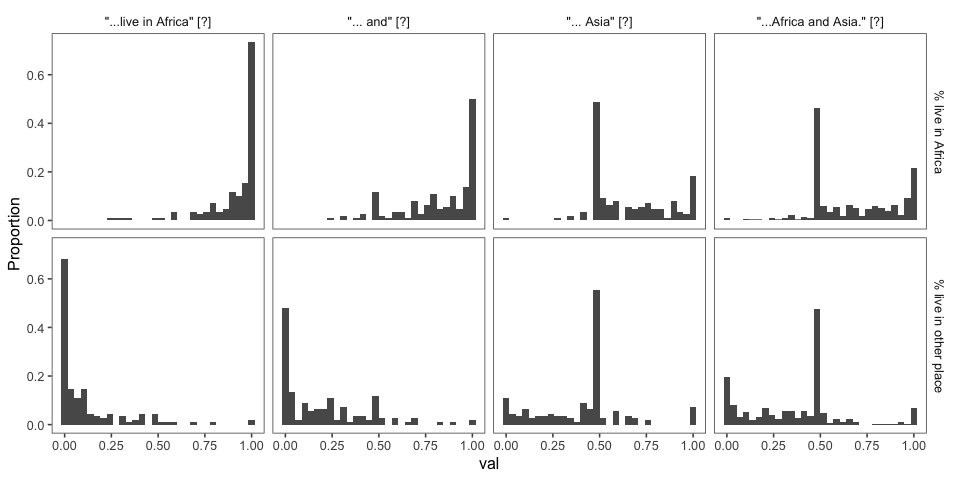 "...live in Africa" [?]
"... and" [?]
"... Asia" [?]
"...Africa and Asia." [?]
Proportion
0.6
0.4
0.2
0.0
% live in Africa
0.6
0.4
0.2
0.0
% live in other place
0.00 0.25 0.50 0.75 1.00
0.00 0.25 0.50 0.75 1.00
0.00 0.25 0.50 0.75 1.00
0.00 0.25 0.50 0.75 1.00
val